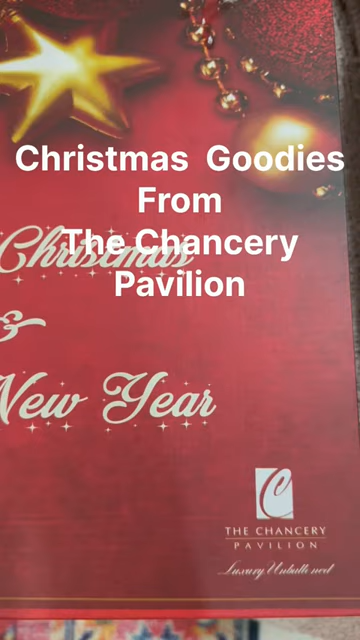 Christmas Goodies
From
The Chancery
Pavilion
Christmas
&
New Year
THE CHANCERY
PAVILION
Luxury Unbuttoned